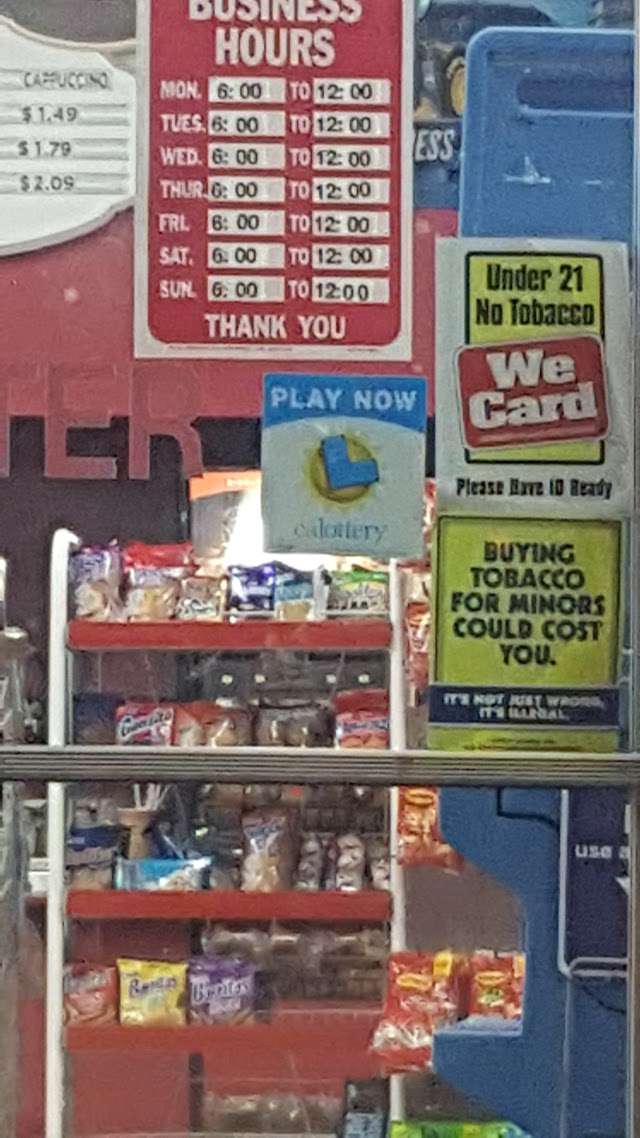 BUSINESS
HOURS
MON. 6:00 TO 12:00
TUES. 6:00 TO 12:00
WED. 6:00 TO 12:00
THUR. 6:00 TO 12:00
FRI. 6:00 TO 12:00
SAT. 6:00 TO 12:00
SUN. 6:00 TO 12:00
THANK YOU
CAPPUCCINO
$1.49
$1.79
$2.09
ESS
Under 21
No Tobacco
We
Card
Please Have ID Ready
TER
PLAY NOW
calottery
BUYING
TOBACCO
FOR MINORS
COULD COST
YOU.
IT'S NOT JUST WRONG,
IT'S ILLEGAL.
use